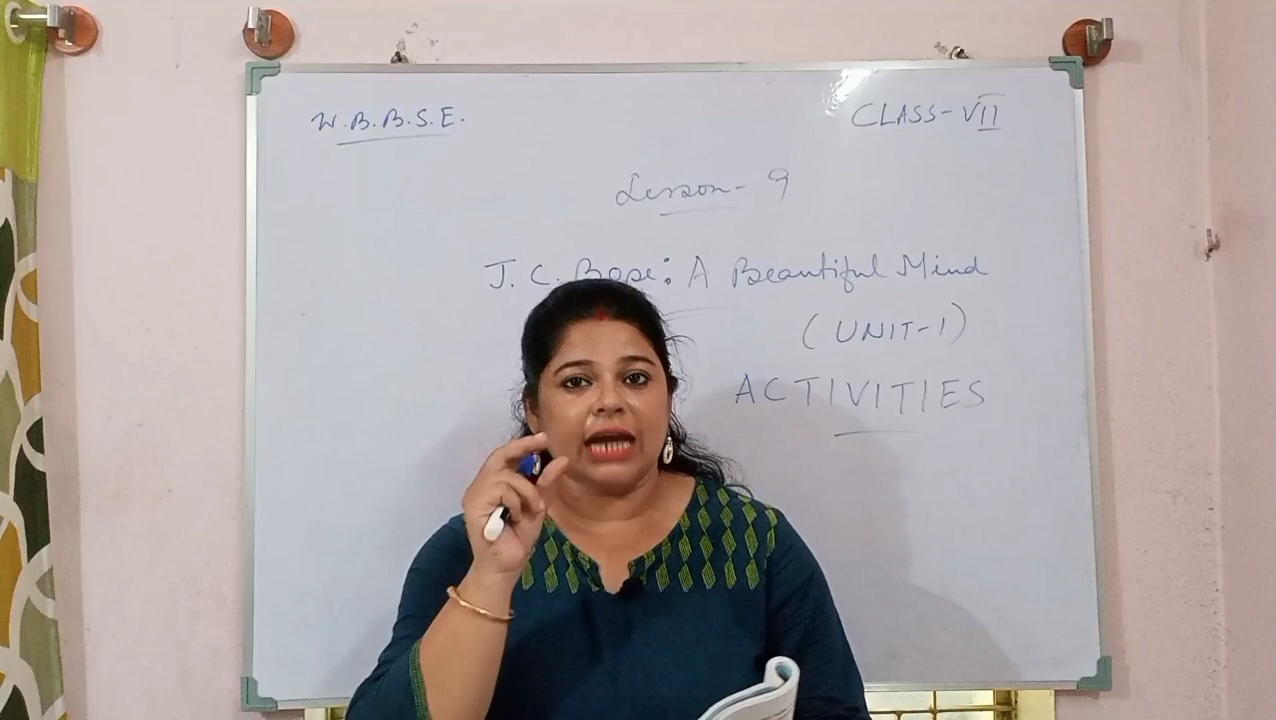 W.B.B.S.E.
CLASS-VII
Lesson-9
J. C. Bose: A Beautiful Mind
(UNIT-1)
ACTIVITIES